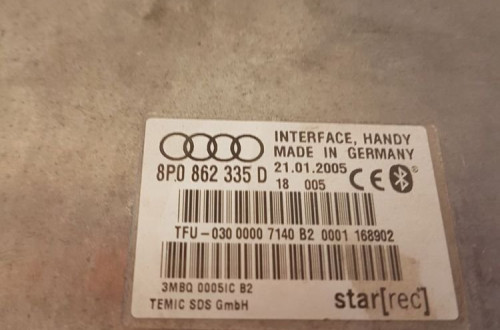 INTERFACE, HANDY
MADE IN GERMANY
8P0 862 335 D
21.01.2005
18 005
CE
TFU-030 0000 7140 B2 0001 168902
3MBQ 0005IC B2
TEMIC SDS GmbH
star[rec]